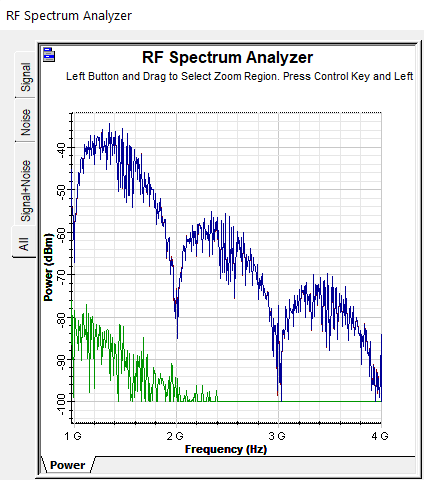 RF Spectrum Analyzer
RF Spectrum Analyzer
Left Button and Drag to Select Zoom Region. Press Control Key and Left
Signal
Noise
Signal+Noise
All
Power (dBm)
-40
-50
-60
-70
-80
-90
-100
1 G
2 G
3 G
4 G
Frequency (Hz)
Power